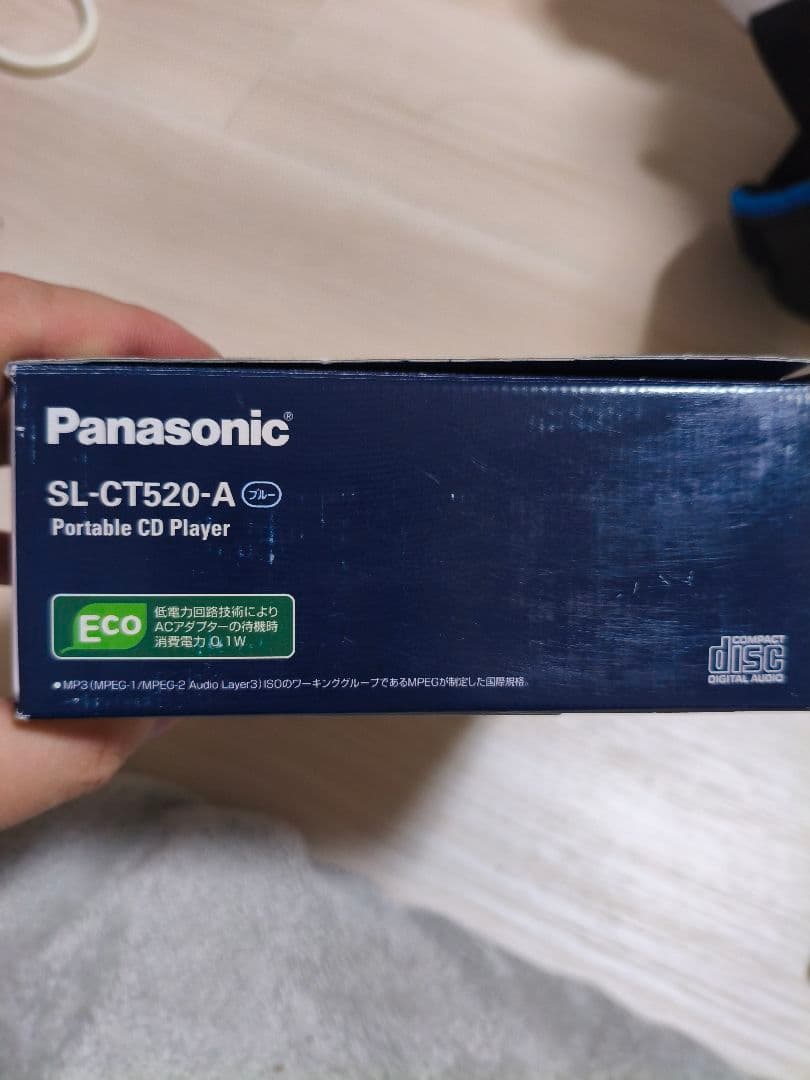 Panasonic®
SL-CT520-A ブルー
Portable CD Player
Eco
低電力回路技術により
ACアダプターの待機時
消費電力 0.1W
●MP3(MPEG-1/MPEG-2 Audio Layer3)ISOのワーキンググループであるMPEGが制定した国際規格。
COMPACT
disc
DIGITAL AUDIO